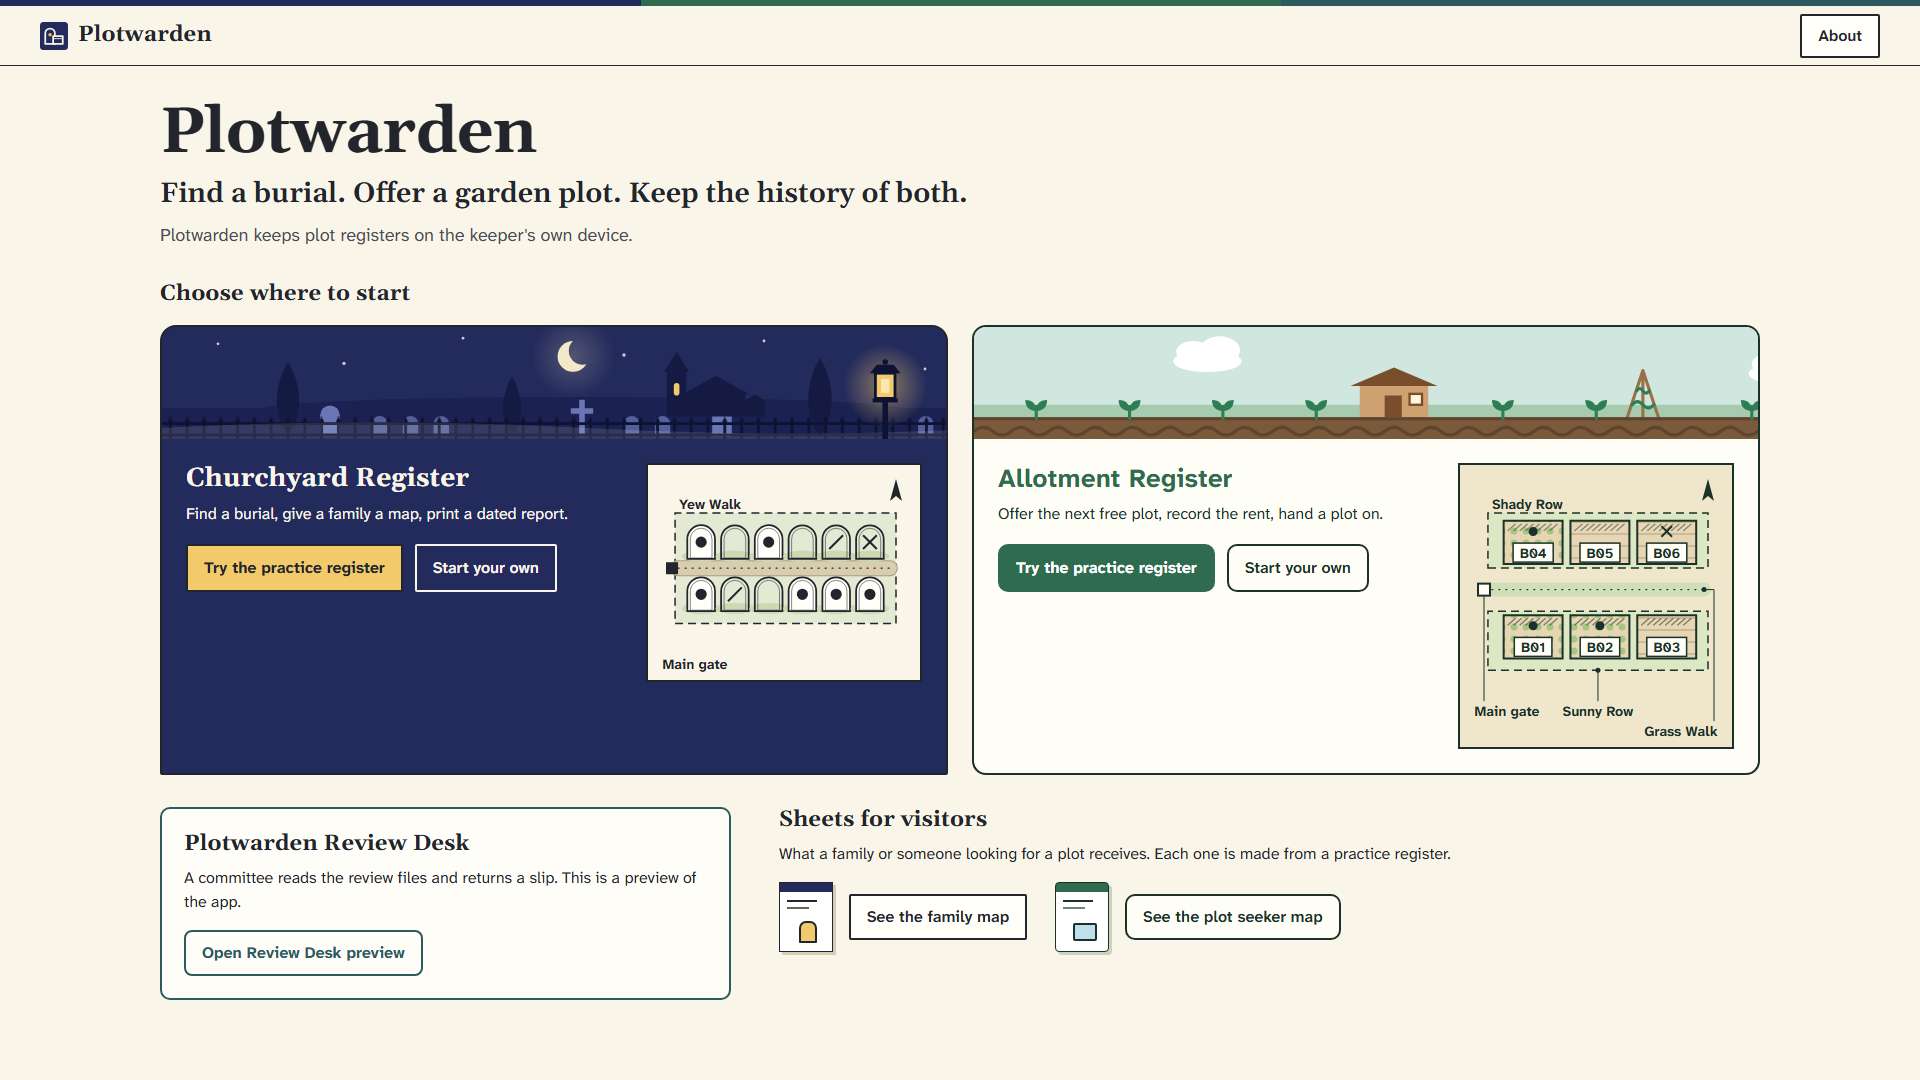 Plotwarden
About
Plotwarden
Find a burial. Offer a garden plot. Keep the history of both.
Plotwarden keeps plot registers on the keeper's own device.
Choose where to start
Churchyard Register
Find a burial, give a family a map, print a dated report.
Try the practice register
Start your own
Yew Walk
Main gate
Allotment Register
Offer the next free plot, record the rent, hand a plot on.
Try the practice register
Start your own
Shady Row
B04 B05 B06
B01 B02 B03
Main gate Sunny Row
Grass Walk
Plotwarden Review Desk
A committee reads the review files and returns a slip. This is a preview of
the app.
Open Review Desk preview
Sheets for visitors
What a family or someone looking for a plot receives. Each one is made from a practice register.
See the family map
See the plot seeker map